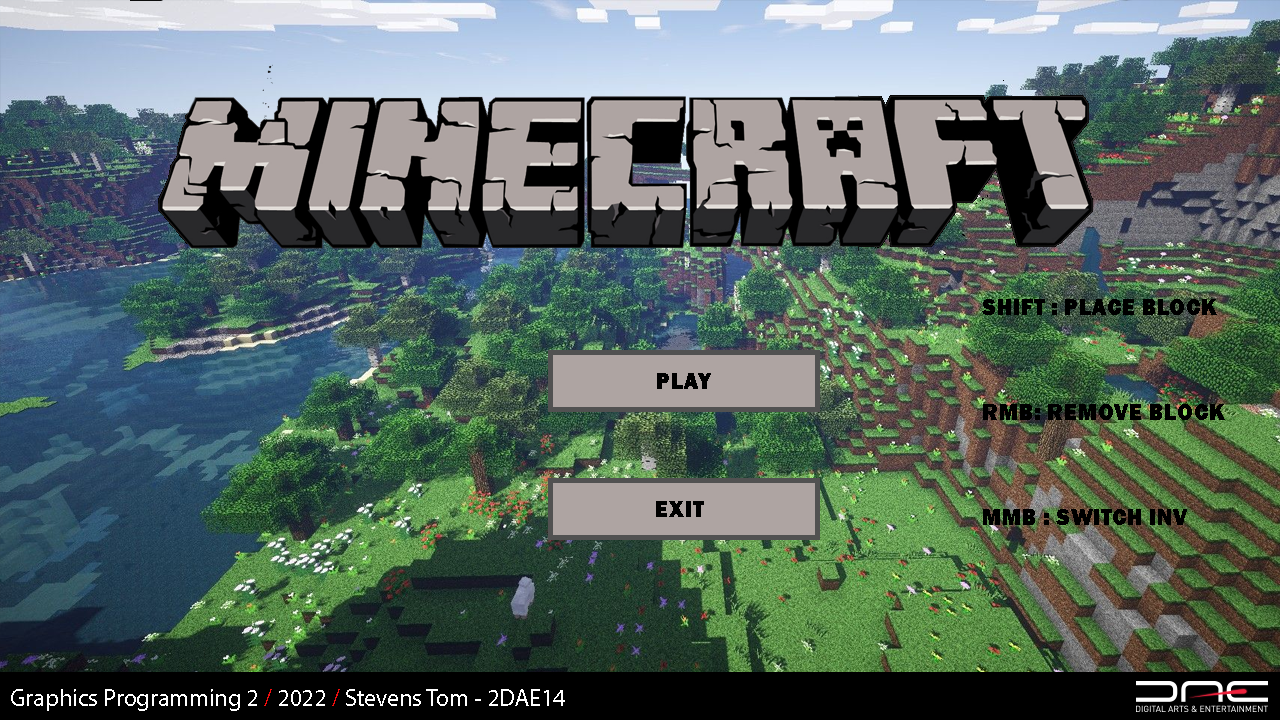 MINECRAFT
SHIFT : PLACE BLOCK
PLAY
RMB: REMOVE BLOCK
EXIT
MMB : SWITCH INV
Graphics Programming 2 / 2022 / Stevens Tom - 2DAE14
DAE
DIGITAL ARTS & ENTERTAINMENT